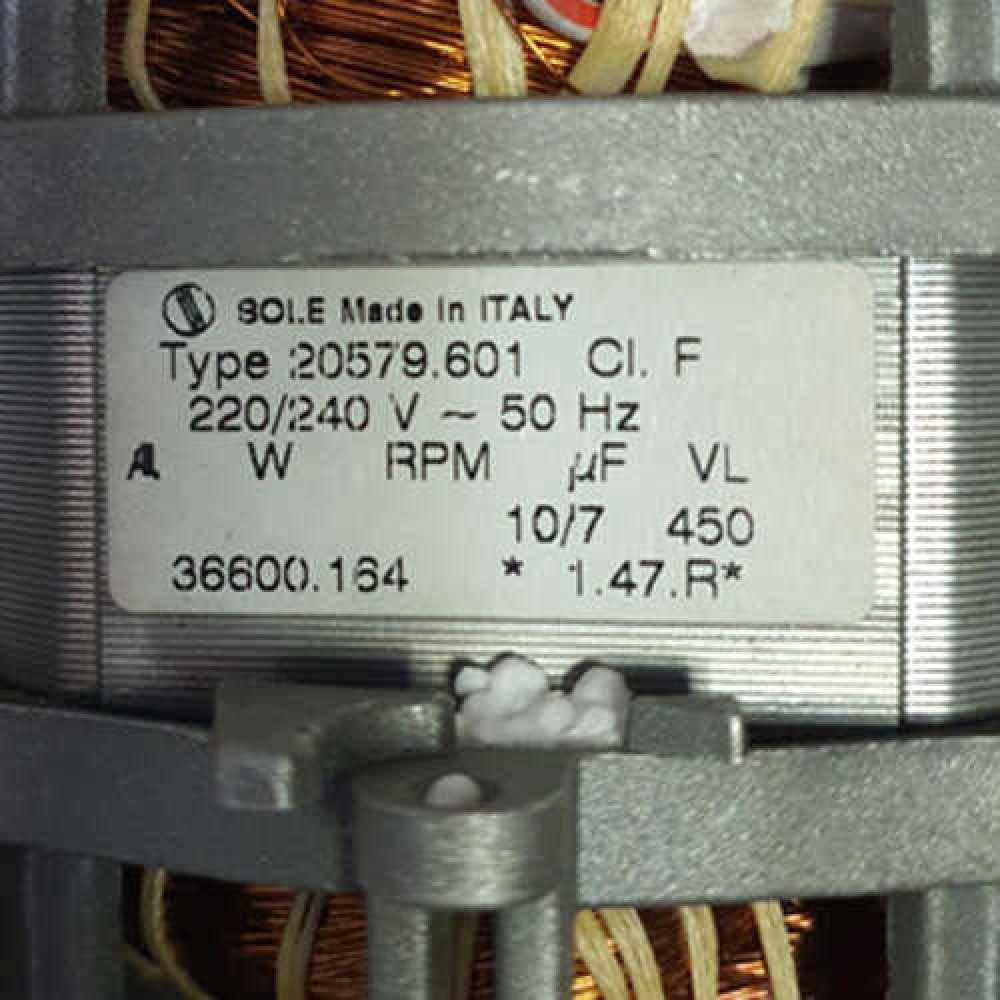 SOLE Made in ITALY
Type 20579.601 Cl. F
220/240 V ~ 50 Hz
A W RPM µF VL
10/7 450
36600.164 * 1.47.R*